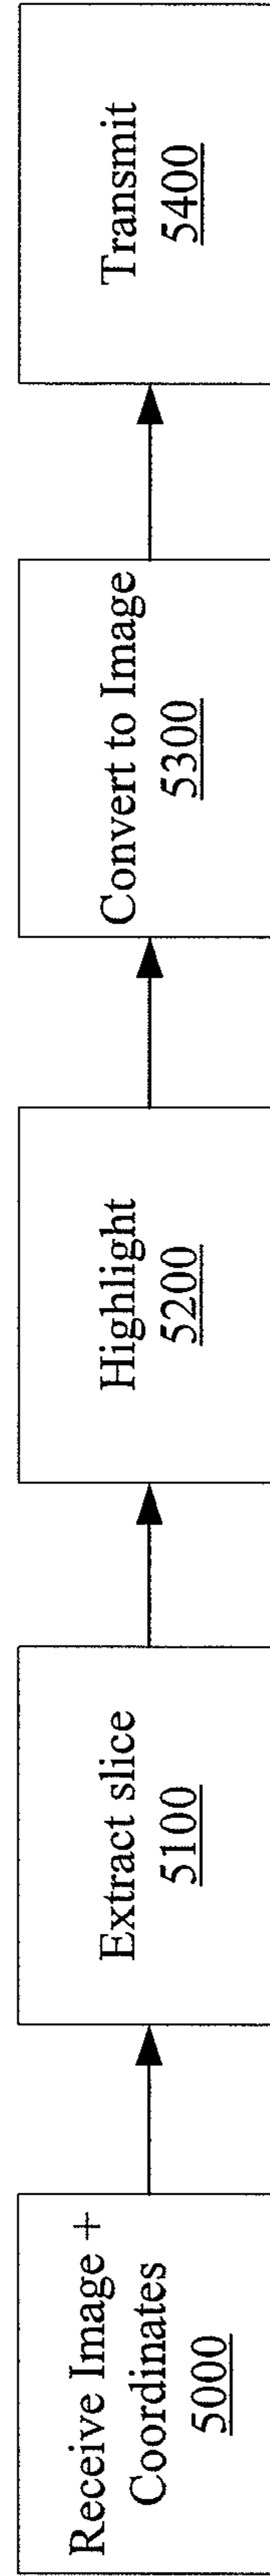 Receive Image +
Coordinates
5000
Extract slice
5100
Highlight
5200
Convert to Image
5300
Transmit
5400